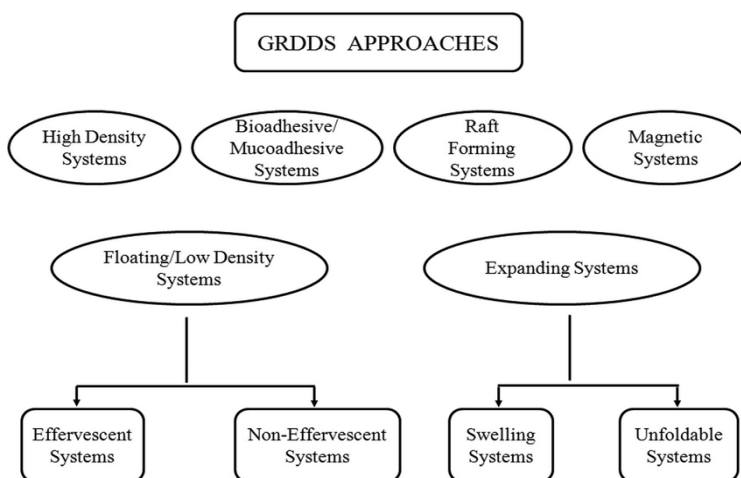 GRDDS APPROACHES
High Density
Systems
Bioadhesive/
Mucoadhesive
Systems
Raft
Forming
Systems
Magnetic
Systems
Floating/Low Density
Systems
Expanding Systems
Effervescent
Systems
Non-Effervescent
Systems
Swelling
Systems
Unfoldable
Systems